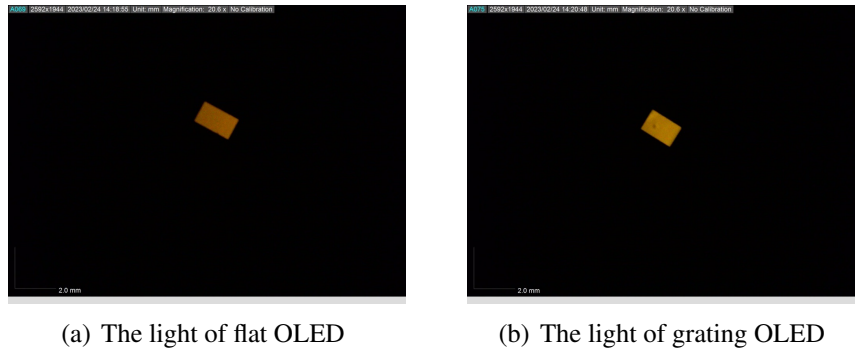 A069 2592x1944 2023/02/24 14:18:55 Unit: mm Magnification: 20.6 x No Calibration
2.0 mm
(a) The light of flat OLED
A075 2592x1944 2023/02/24 14:20:48 Unit: mm Magnification: 20.6 x No Calibration
2.0 mm
(b) The light of grating OLED